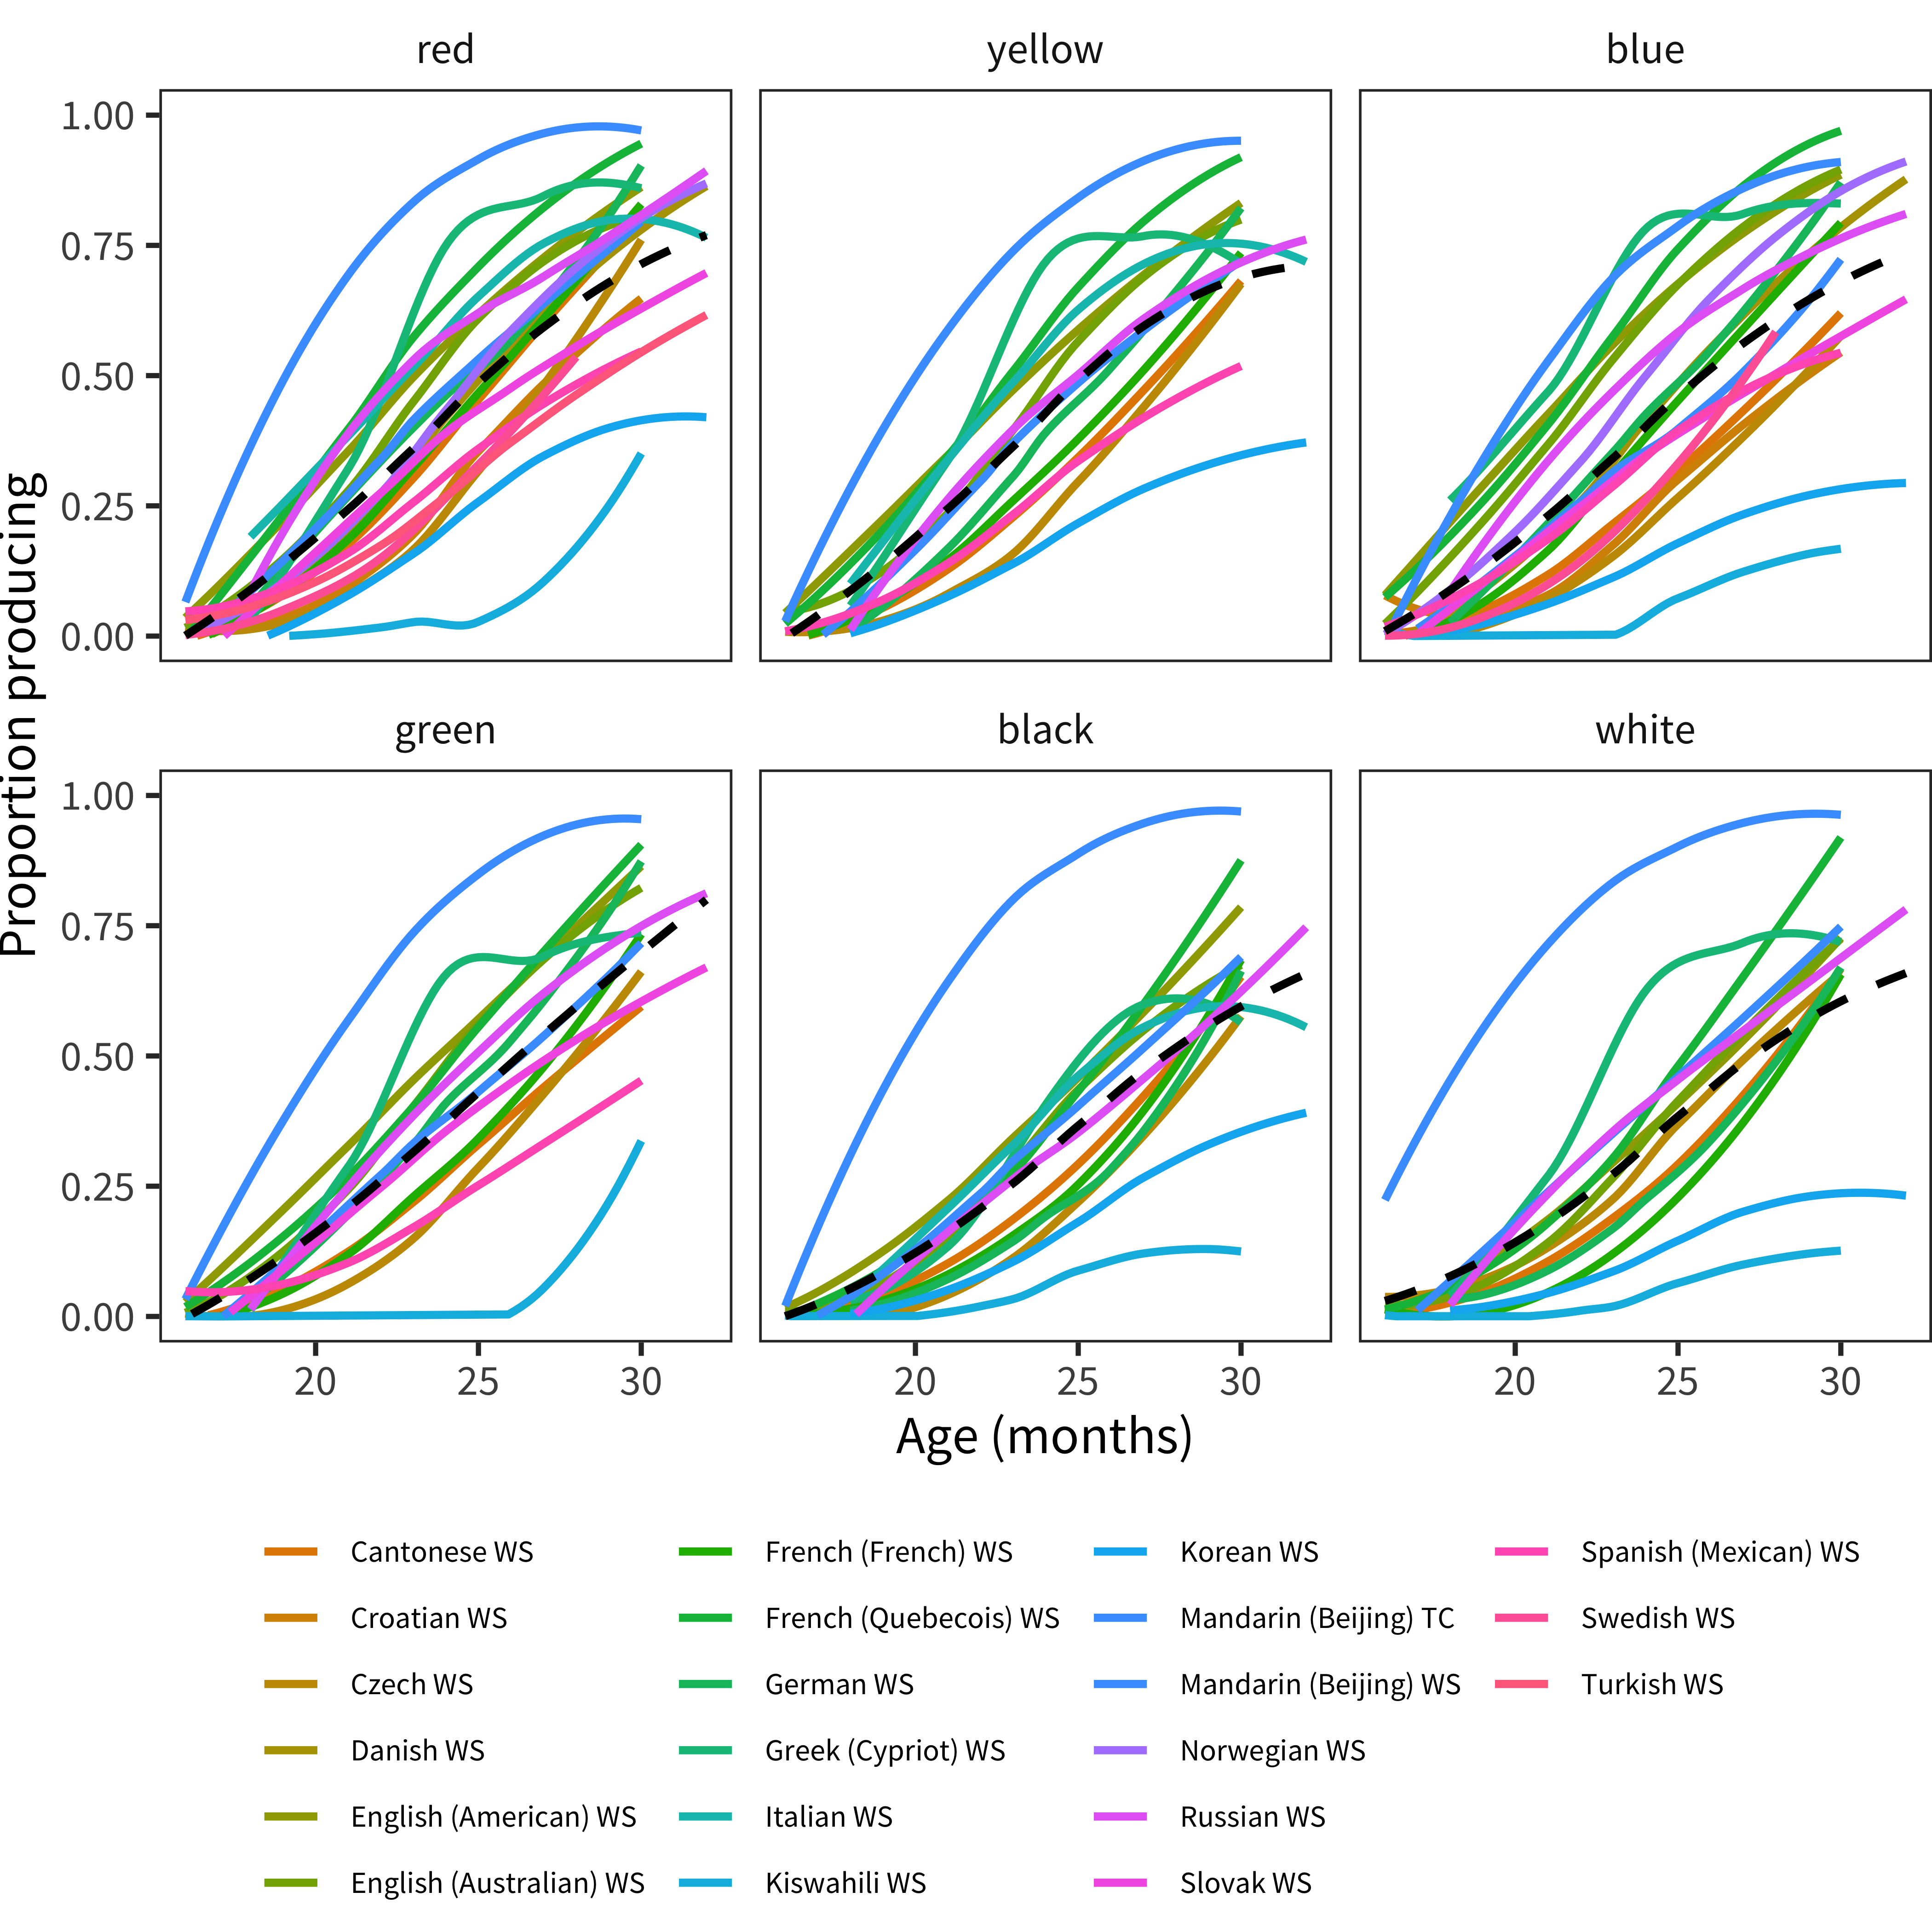 red yellow blue
1.00
0.75
0.50
0.25
0.00
Proportion producing
green black white
1.00
0.75
0.50
0.25
0.00
20 25 30 20 25 30 20 25 30
Age (months)
Cantonese WS French (French) WS Korean WS Spanish (Mexican) WS
Croatian WS French (Quebecois) WS Mandarin (Beijing) TC Swedish WS
Czech WS German WS Mandarin (Beijing) WS Turkish WS
Danish WS Greek (Cypriot) WS Norwegian WS
English (American) WS Italian WS Russian WS
English (Australian) WS Kiswahili WS Slovak WS